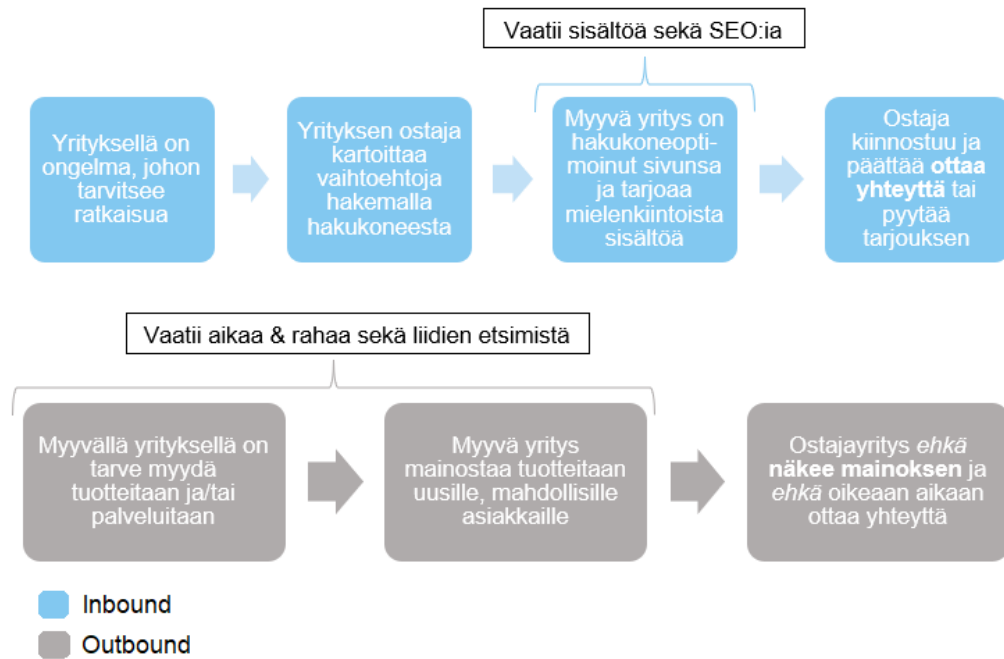 Vaatii sisältöä sekä SEO:ia
Yrityksellä on
ongelma, johon
tarvitsee
ratkaisua
Yrityksen ostaja
kartoittaa
vaihtoehtoja
hakemalla
hakukoneesta
Myyvä yritys on
hakukoneopti-
moinut sivunsa
ja tarjoaa
mielenkiintoista
sisältöä
Ostaja
kiinnostuu ja
päättää ottaa
yhteyttä tai
pyytää
tarjouksen
Vaatii aikaa & rahaa sekä liidien etsimistä
Myyvällä yrityksellä on
tarve myydä
tuotteitaan ja/tai
palveluitaan
Myyvä yritys
mainostaa tuotteitaan
uusille, mahdollisille
asiakkaille
Ostajayritys ehkä
näkee mainoksen ja
ehkä oikeaan aikaan
ottaa yhteyttä
Inbound
Outbound